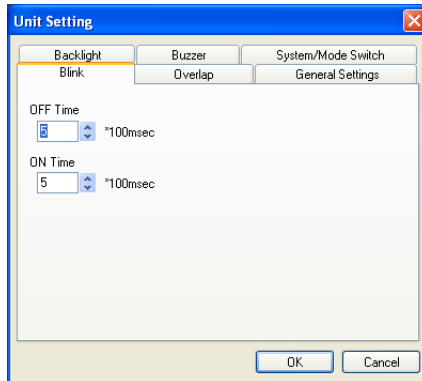 Unit Setting
Backlight Buzzer System/Mode Switch
Blink Overlap General Settings
OFF Time
5 *100msec
ON Time
5 *100msec
OK Cancel